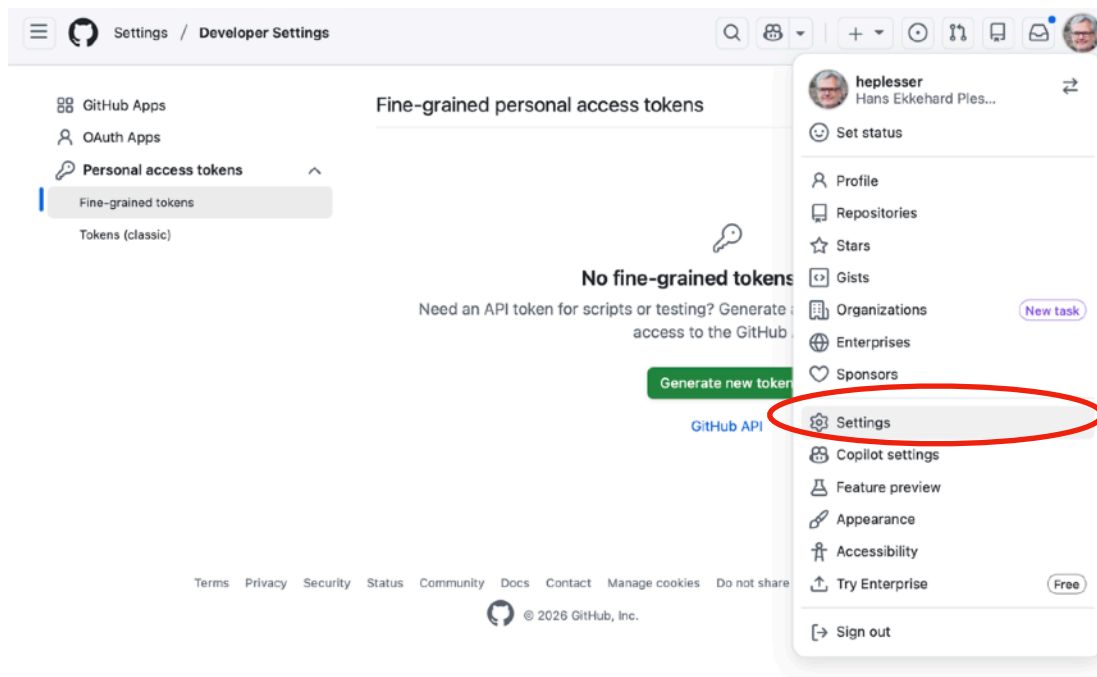 Settings / Developer Settings
GitHub Apps
OAuth Apps
Personal access tokens
Fine-grained tokens
Tokens (classic)
Fine-grained personal access tokens
No fine-grained tokens
Need an API token for scripts or testing? Generate
access to the GitHub
Generate new token
GitHub API
Terms Privacy Security Status Community Docs Contact Manage cookies Do not share
© 2026 GitHub, Inc.
heplesser
Hans Ekkehard Ples...
Set status
Profile
Repositories
Stars
Gists
Organizations New task
Enterprises
Sponsors
Settings
Copilot settings
Feature preview
Appearance
Accessibility
Try Enterprise Free
Sign out